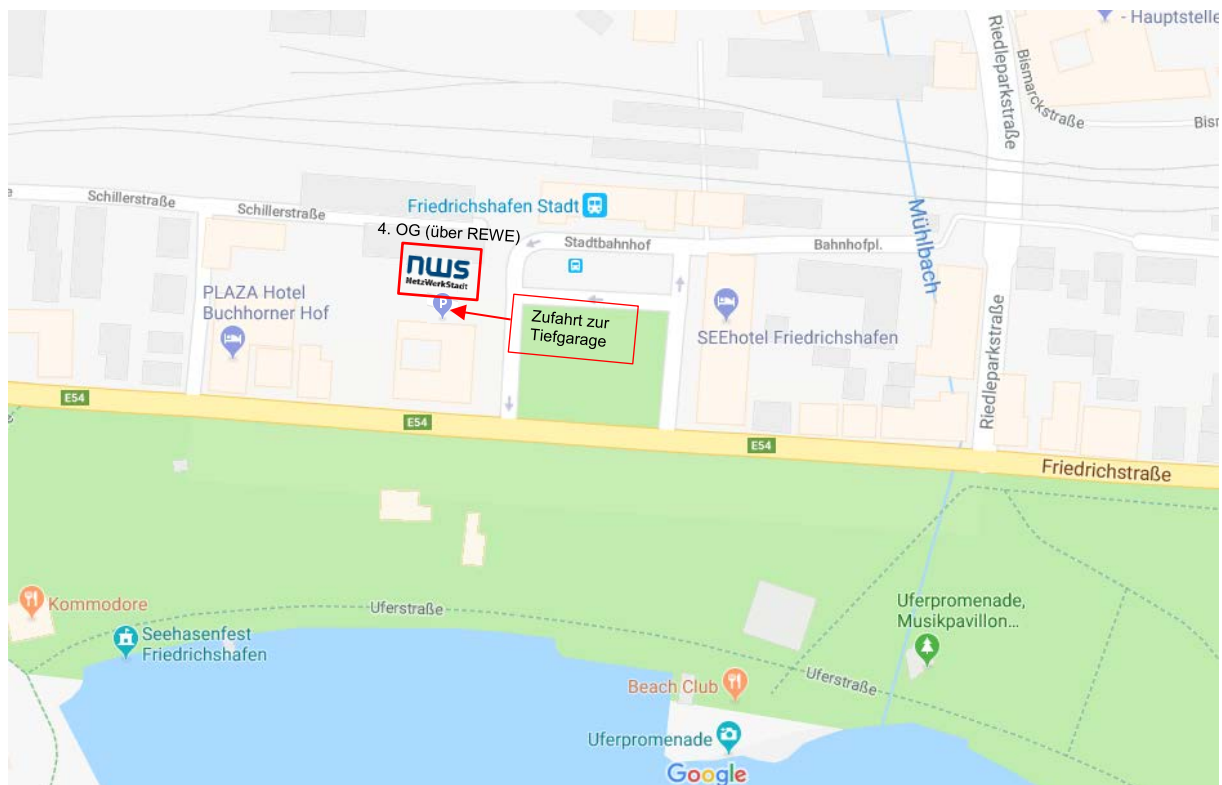 - Hauptstelle
Riedleparkstraße
Bismarckstraße
Schillerstraße
Schillerstraße
Friedrichshafen Stadt
Mühlbach
4. OG (über REWE)
Stadtbahnhof
Bahnhofpl.
nws
NetzWerkStadt
P
PLAZA Hotel
Buchhorner Hof
Zufahrt zur
Tiefgarage
SEEhotel Friedrichshafen
Riedleparkstraße
E54
E54
E54
Friedrichstraße
Kommodore
Uferstraße
Uferpromenade,
Musikpavillon...
Seehasenfest
Friedrichshafen
Beach Club
Uferstraße
Uferpromenade
Google